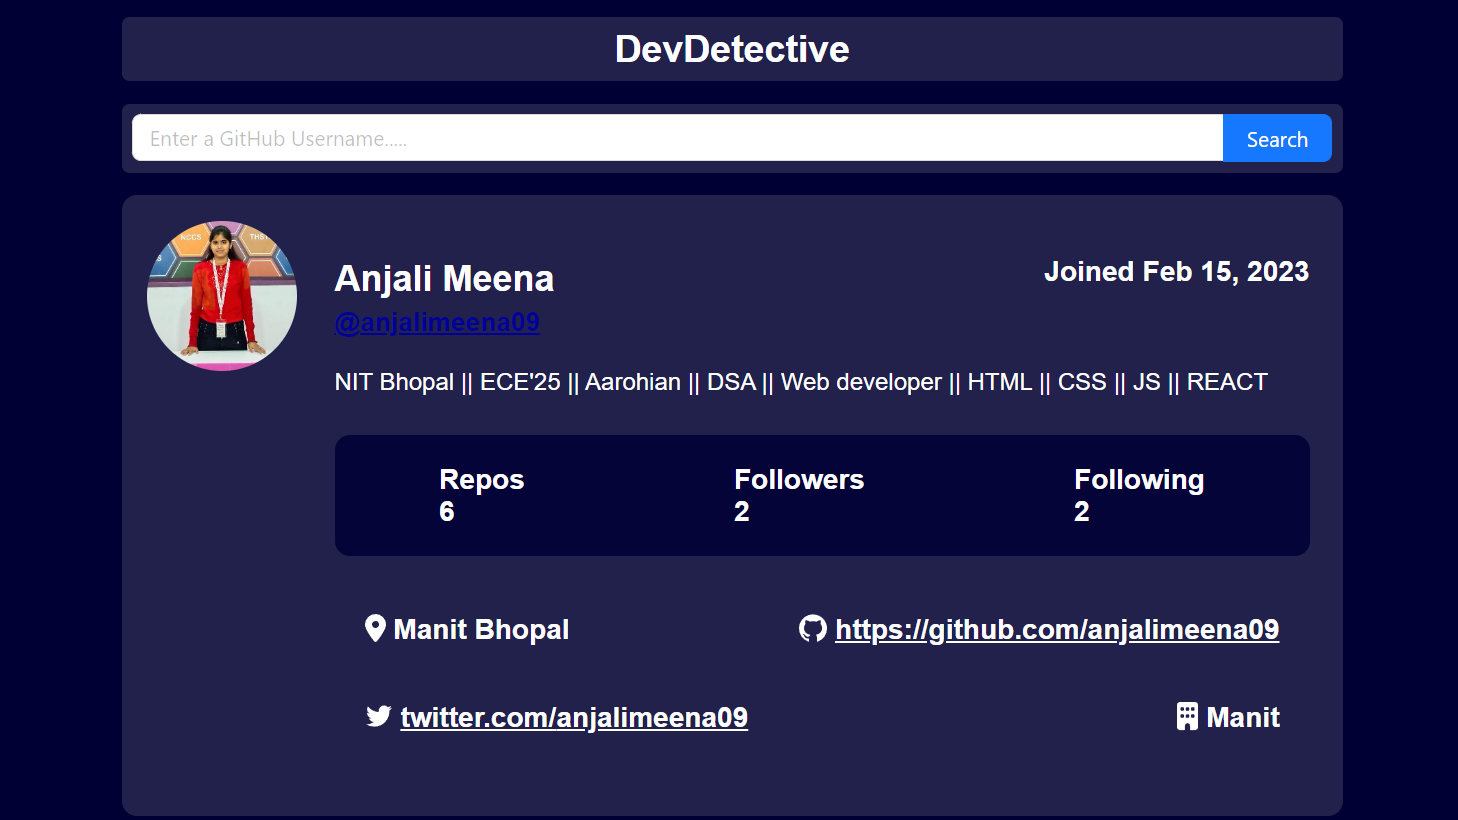 DevDetective
Enter a GitHub Username.....
Search
NCCS
THST
S
Anjali Meena
Joined Feb 15, 2023
@anjalimeena09
NIT Bhopal || ECE'25 || Aarohian || DSA || Web developer || HTML || CSS || JS || REACT
Repos
Followers
Following
6
2
2
Manit Bhopal
https://github.com/anjalimeena09
twitter.com/anjalimeena09
Manit